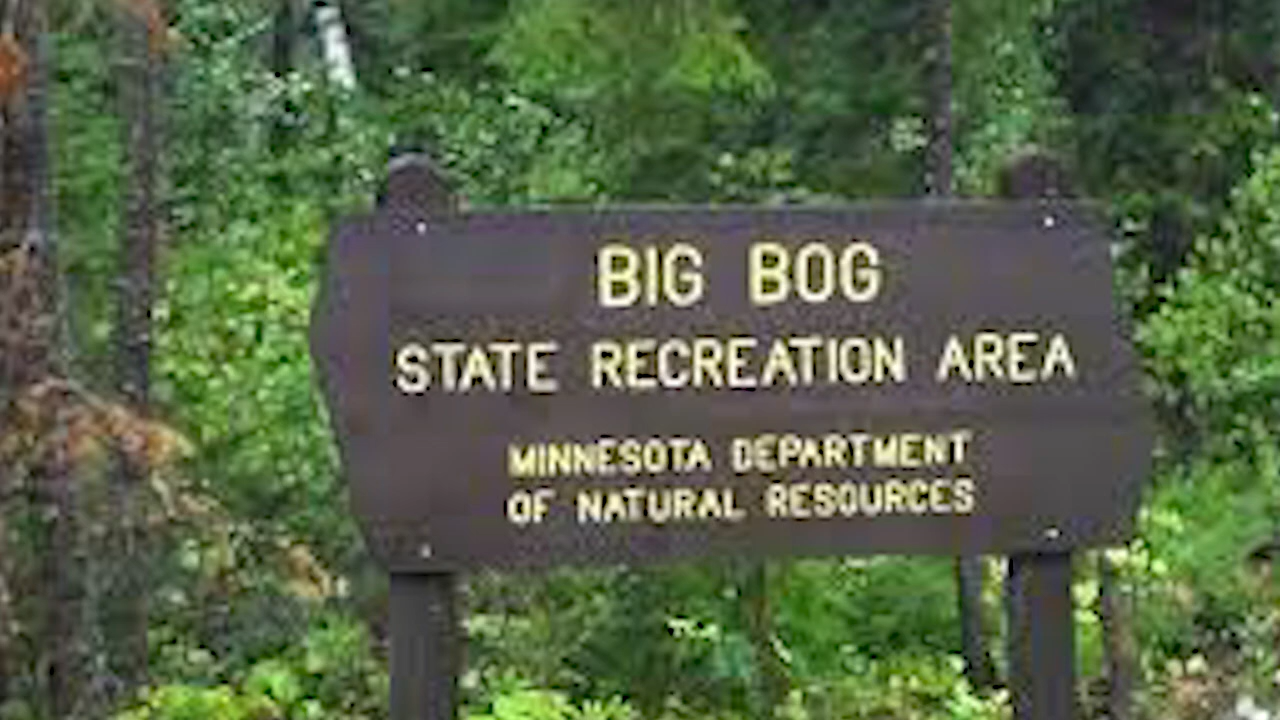 BIG BOG
STATE RECREATION AREA
MINNESOTA DEPARTMENT
OF NATURAL RESOURCES